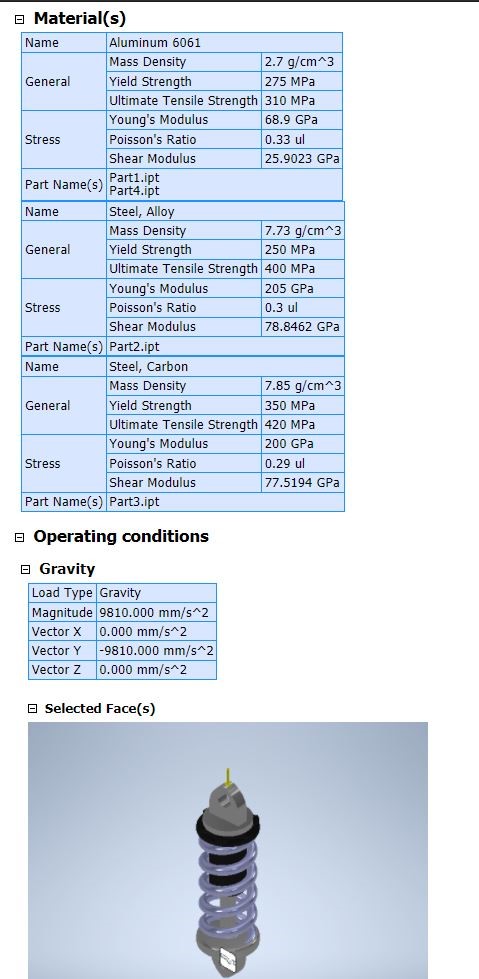 Material(s)
Name Aluminum 6061
General Mass Density 2.7 g/cm^3
Yield Strength 275 MPa
Ultimate Tensile Strength 310 MPa
Stress Young's Modulus 68.9 GPa
Poisson's Ratio 0.33 ul
Shear Modulus 25.9023 GPa
Part Name(s) Part1.ipt
Part4.ipt
Name Steel, Alloy
General Mass Density 7.73 g/cm^3
Yield Strength 250 MPa
Ultimate Tensile Strength 400 MPa
Stress Young's Modulus 205 GPa
Poisson's Ratio 0.3 ul
Shear Modulus 78.8462 GPa
Part Name(s) Part2.ipt
Name Steel, Carbon
General Mass Density 7.85 g/cm^3
Yield Strength 350 MPa
Ultimate Tensile Strength 420 MPa
Stress Young's Modulus 200 GPa
Poisson's Ratio 0.29 ul
Shear Modulus 77.5194 GPa
Part Name(s) Part3.ipt
Operating conditions
Gravity
Load Type Gravity
Magnitude 9810.000 mm/s^2
Vector X 0.000 mm/s^2
Vector Y -9810.000 mm/s^2
Vector Z 0.000 mm/s^2
Selected Face(s)